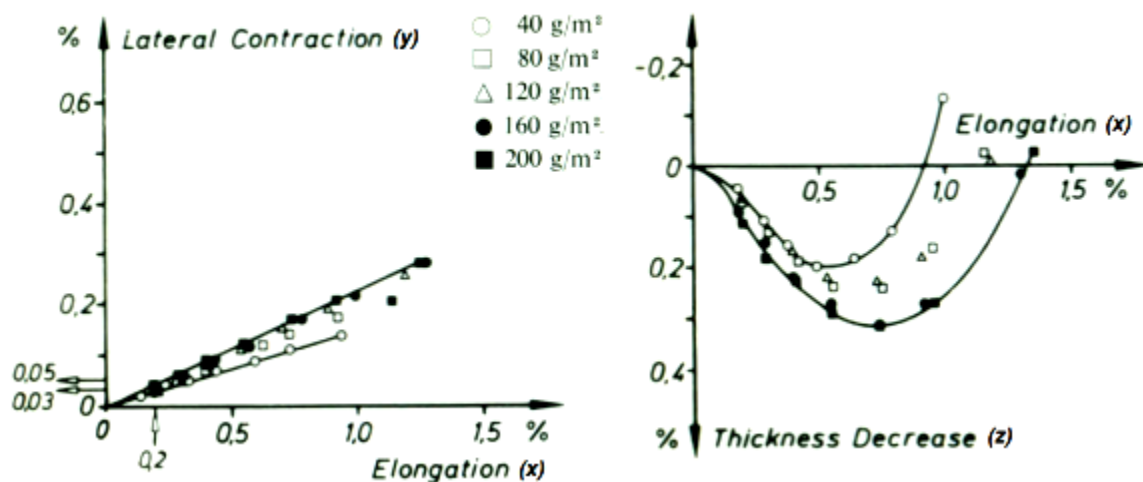 % Lateral Contraction (y)
0,6
0,4
0,2
0,05
0,03
0
0 0,5 1,0 1,5 %
0,2
Elongation (x)
40 g/m²
80 g/m²
120 g/m²
160 g/m²
200 g/m²
-0,2
Elongation (x)
0
0,5 1,0 1,5 %
0,2
0,4
% Thickness Decrease (z)